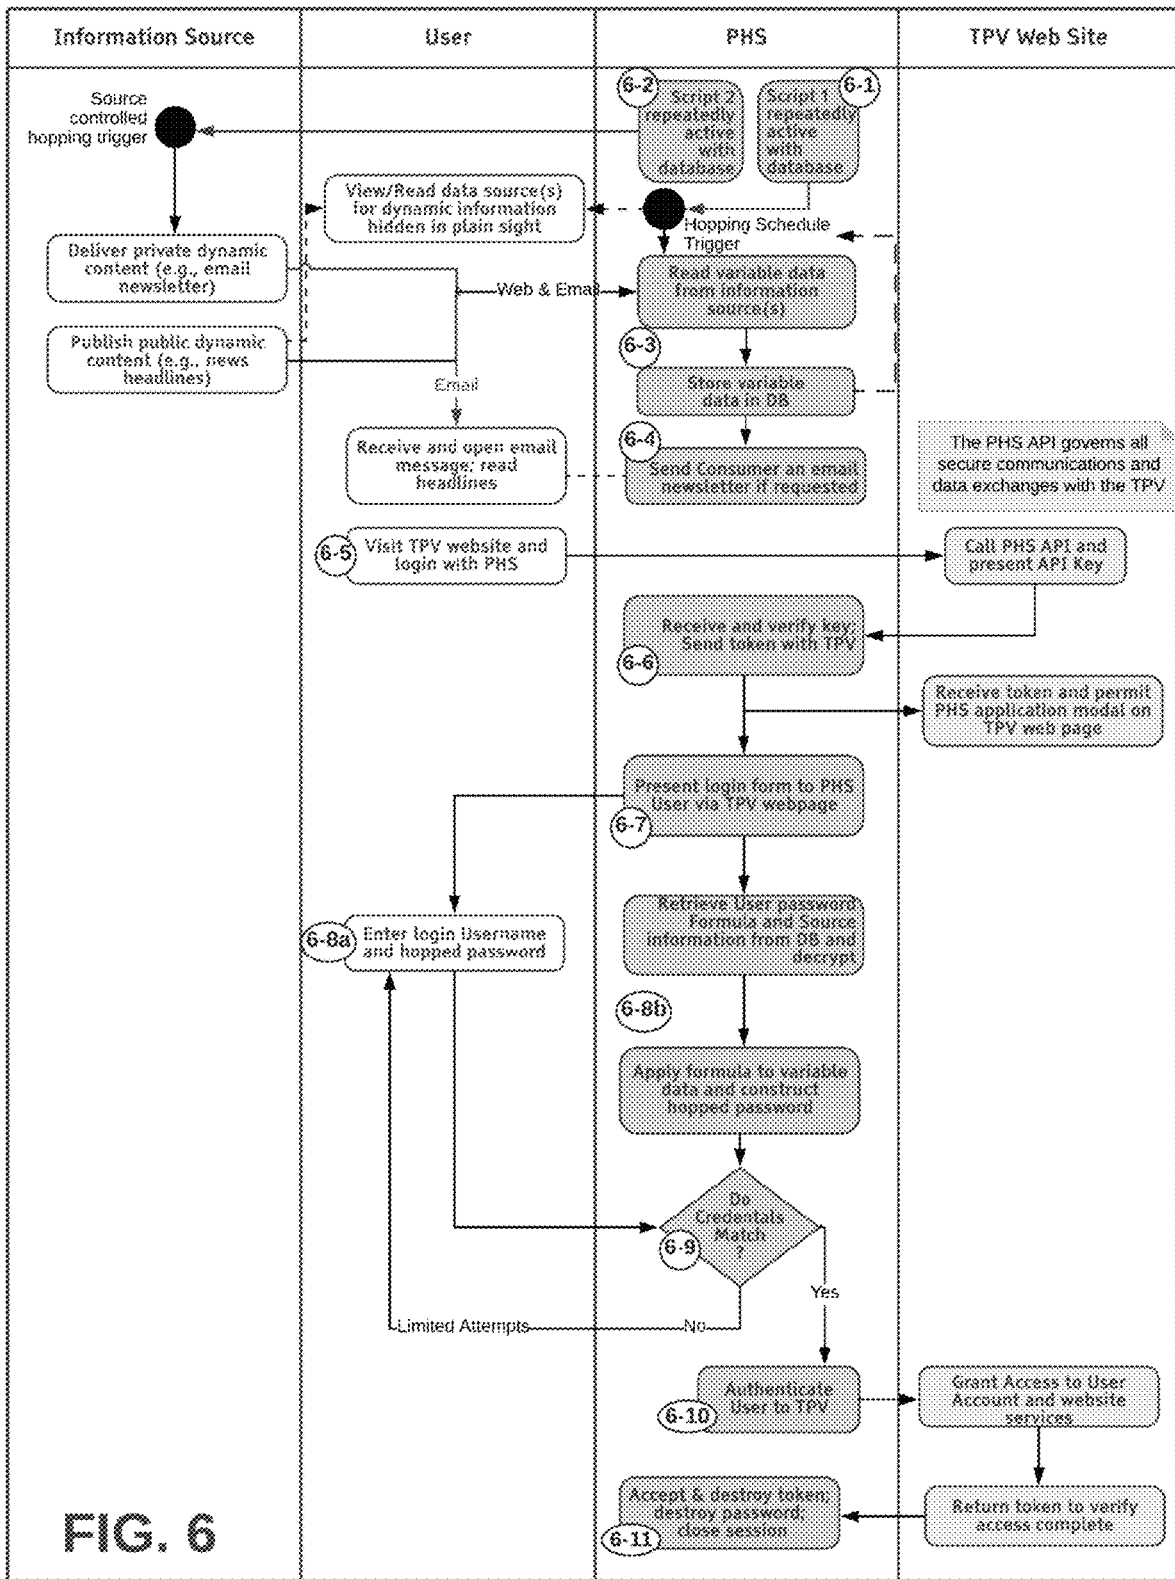 Information Source
User
PHS
TPV Web Site
6-2
6-1
Source
controlled
hopping trigger
Script 2
repeatedly
active
with
database
Script 1
repeatedly
active
with
database
View/Read data source(s)
for dynamic information
hidden in plain sight
Hopping Schedule
Trigger
Deliver private dynamic
content (e.g., email
newsletter)
Web & Email
Read variable data
from information
source(s)
Publish public dynamic
content (e.g., news
headlines)
6-3
Email
Store variable
data in DB
6-4
Receive and open email
message; read
headlines
Send Consumer an email
newsletter if requested
The PHS API governs all
secure communications and
data exchanges with the TPV
6-5
Visit TPV website and
login with PHS
Call PHS API and
present API Key
Receive and verify key;
Send token with TPV
6-6
Receive token and permit
PHS application modal on
TPV web page
Present login form to PHS
User via TPV webpage
6-7
Retrieve User password
Formula and Source
information from DB and
decrypt
6-8a
Enter login Username
and hopped password
6-8b
Apply formula to variable
data and construct
hopped password
Do
Credentals
Match
?
6-9
Yes
Limited Attempts
No
Authenticate
User to TPV
6-10
Grant Access to User
Account and website
services
Accept & destroy token;
destroy password;
close session
6-11
Return token to verify
access complete
FIG. 6